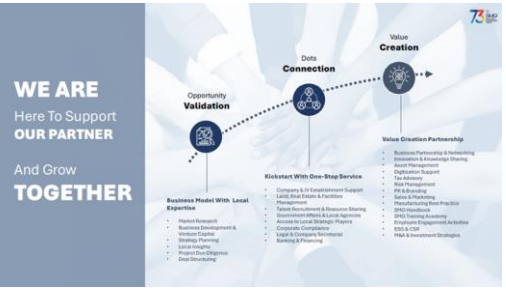 73
SMG
WE ARE
Here To Support
OUR PARTNER
And Grow
TOGETHER
Opportunity
Validation
Dots
Connection
Value
Creation
Business Model With Local
Expertise
Market Research
Business Development &
Venture Capital
Strategy Planning
Local Insights
Project Due Diligence
Deal Structuring
Kickstart With One-Stop Service
Company & JV Establishment Support
Land, Real Estate & Facilities
Management
Talent Recruitment & Resource Sharing
Government Affairs & Local Agencies
Access to Local Strategic Players
Corporate Compliance
Legal & Company Secretarial
Banking & Financing
Value Creation Partnership
Business Partnership & Networking
Innovation & Knowledge Sharing
Asset Management
Digitization Support
Tax Advisory
Risk Management
PR & Branding
Sales & Marketing
Manufacturing Best Practice
SMG Handbook
SMG Training Academy
Employee Engagement Activities
ESG & CSR
M&A & Investment Strategies